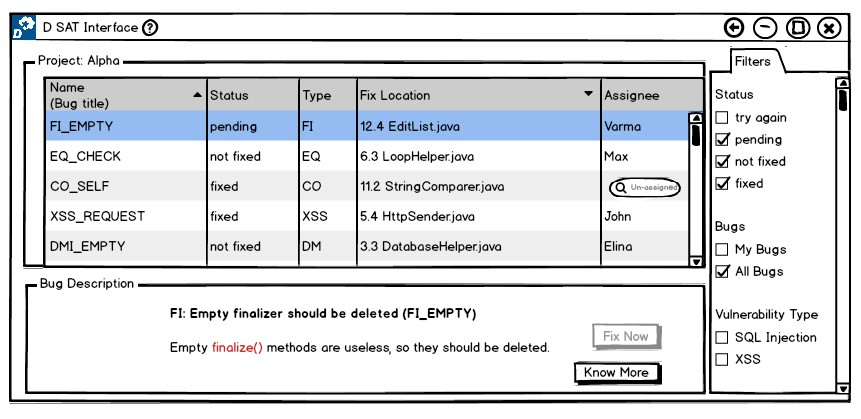 D
D SAT Interface ?
Project: Alpha
Name
(Bug title)
Status
Type
Fix Location
Assignee
FI_EMPTY pending FI 12.4 EditList.java Varma
EQ_CHECK not fixed EQ 6.3 LoopHelper.java Max
CO_SELF fixed CO 11.2 StringComparer.java Un-assigned
XSS_REQUEST fixed XSS 5.4 HttpSender.java John
DMI_EMPTY not fixed DM 3.3 DatabaseHelper.java Elina
Bug Description
FI: Empty finalizer should be deleted (FI_EMPTY)
Empty finalize() methods are useless, so they should be deleted.
Fix Now
Know More
Filters
Status
try again
pending
not fixed
fixed
Bugs
My Bugs
All Bugs
Vulnerability Type
SQL Injection
XSS